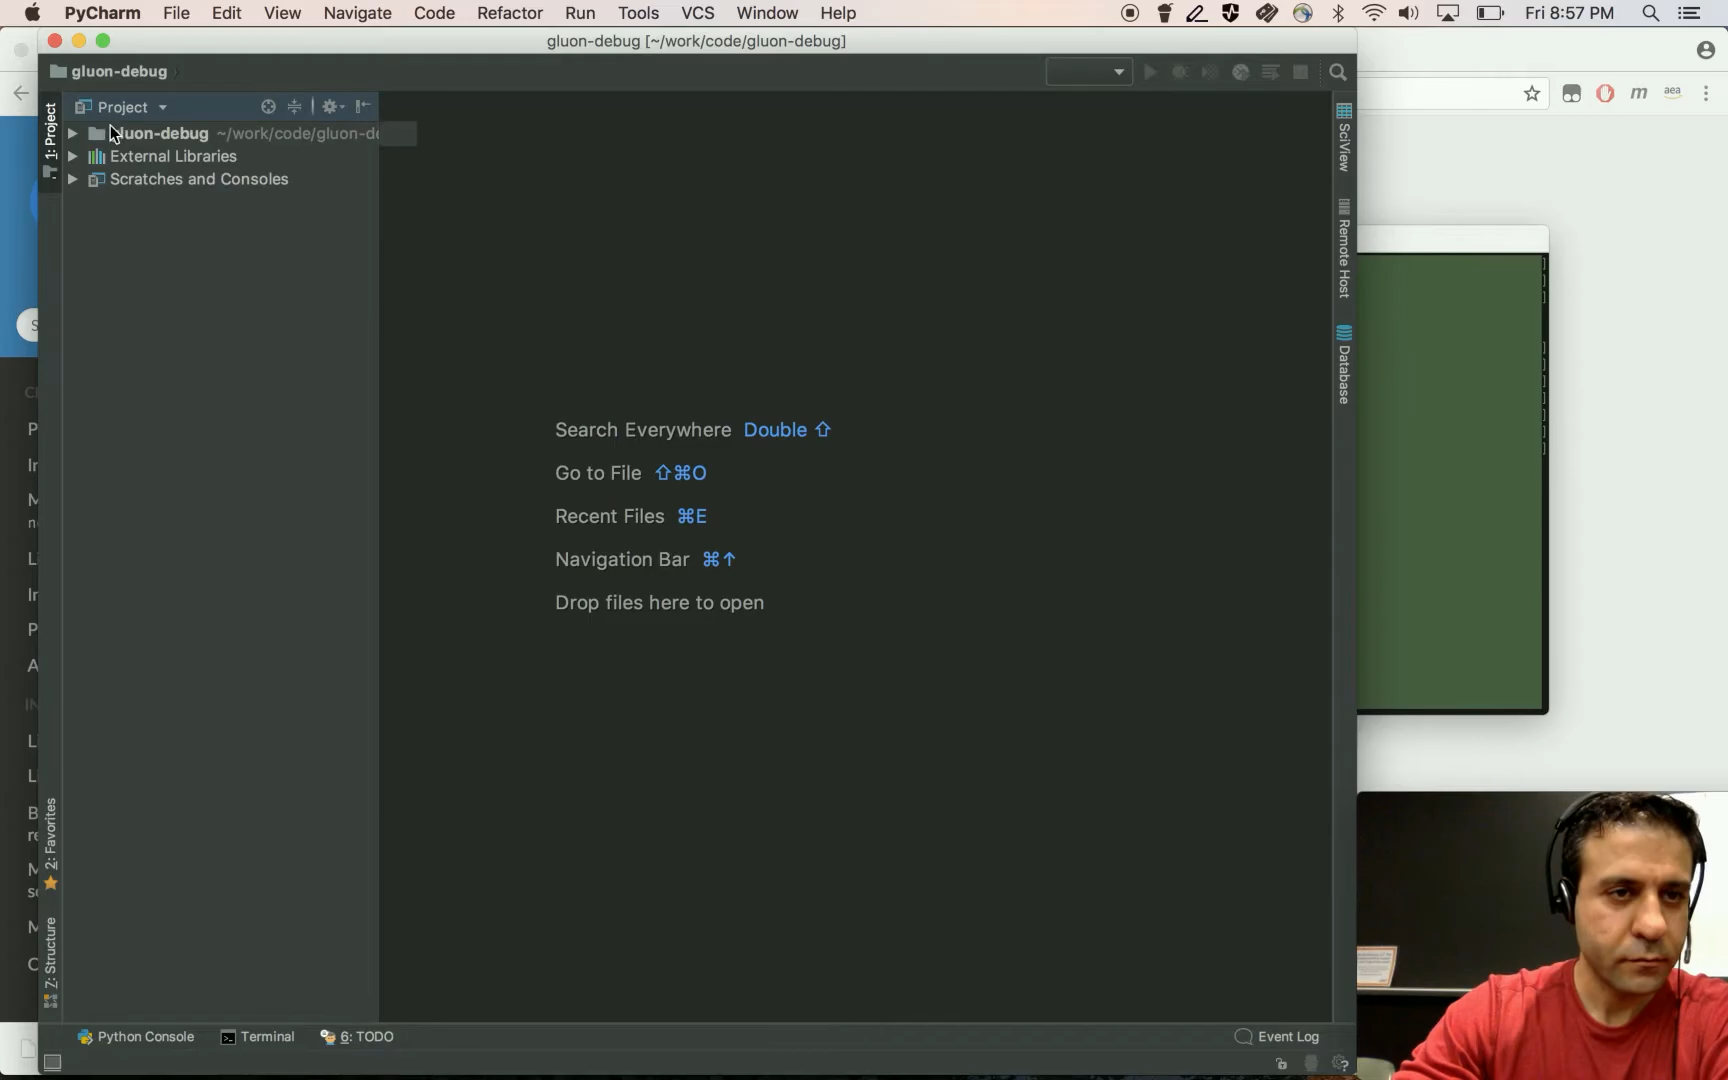 PyCharm File Edit View Navigate Code Refactor Run Tools VCS Window Help
Fri 8:57 PM
gluon-debug [~/work/code/gluon-debug]
gluon-debug
Project
gluon-debug ~/work/code/gluon-de
External Libraries
Scratches and Consoles
1: Project
2: Favorites
Z: Structure
SciView
Remote Host
Database
m
aea
Search Everywhere Double ⇧
Go to File ⇧⌘O
Recent Files ⌘E
Navigation Bar ⌘↑
Drop files here to open
Python Console
Terminal
6: TODO
Event Log